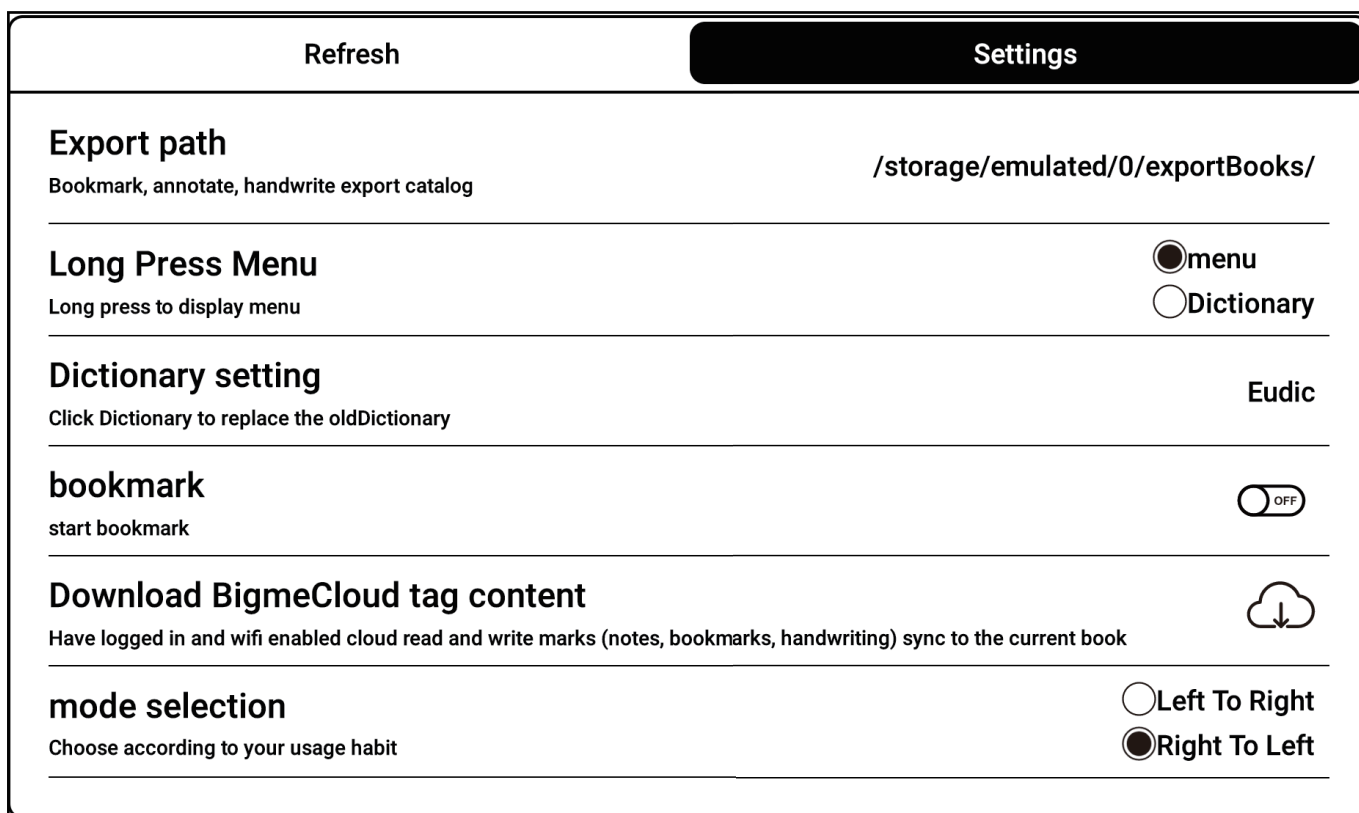 Refresh
Settings
Export path
Bookmark, annotate, handwrite export catalog
/storage/emulated/0/exportBooks/
Long Press Menu
Long press to display menu
menu
Dictionary
Dictionary setting
Click Dictionary to replace the oldDictionary
Eudic
bookmark
start bookmark
OFF
Download BigmeCloud tag content
Have logged in and wifi enabled cloud read and write marks (notes, bookmarks, handwriting) sync to the current book
mode selection
Choose according to your usage habit
Left To Right
Right To Left